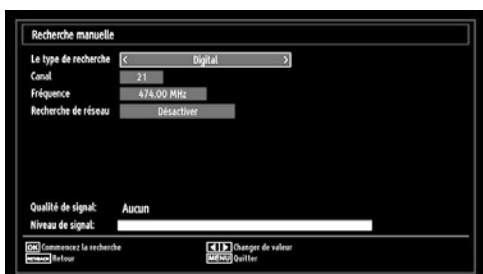 Recherche manuelle
Le type de recherche < Digital >
Canal 21
Fréquence 474.00 MHz
Recherche de réseau Désactiver
Qualité de signal: Aucun
Niveau de signal:
OK Commencez la recherche ◀▶ Changer de valeur
Retour MENU Quitter